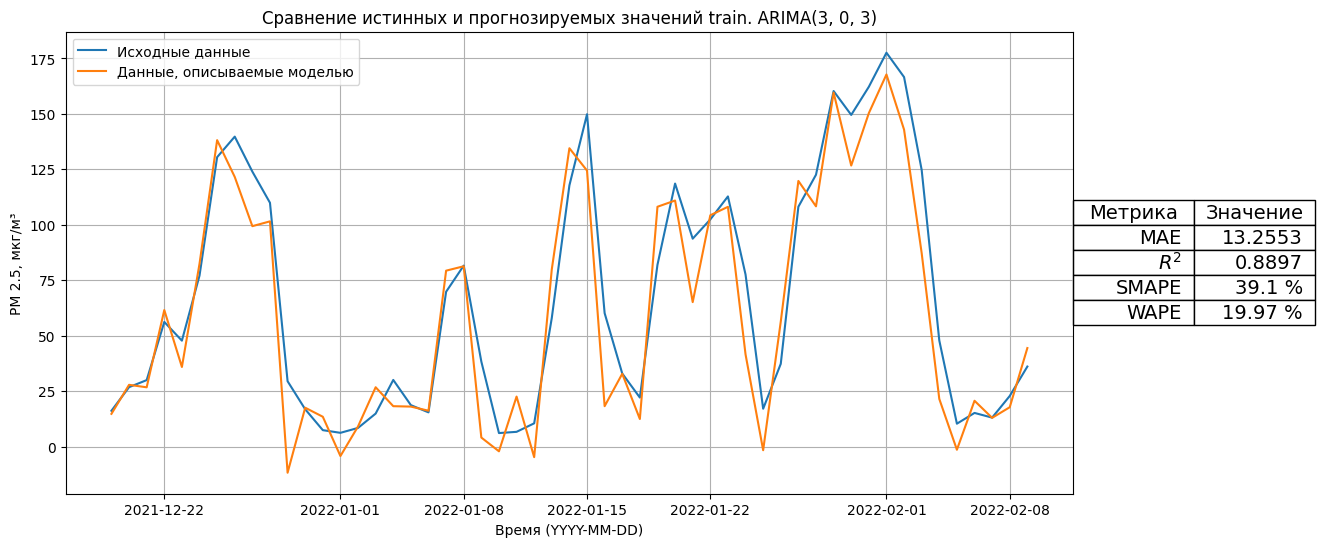 Сравнение истинных и прогнозируемых значений train. ARIMA(3, 0, 3)
Исходные данные
Данные, описываемые моделью
PM 2.5, мкг/м³
175
150
125
100
75
50
25
0
2021-12-22 2022-01-01 2022-01-08 2022-01-15 2022-01-22 2022-02-01 2022-02-08
Время (YYYY-MM-DD)
Метрика Значение
MAE 13.2553
R² 0.8897
SMAPE 39.1 %
WAPE 19.97 %